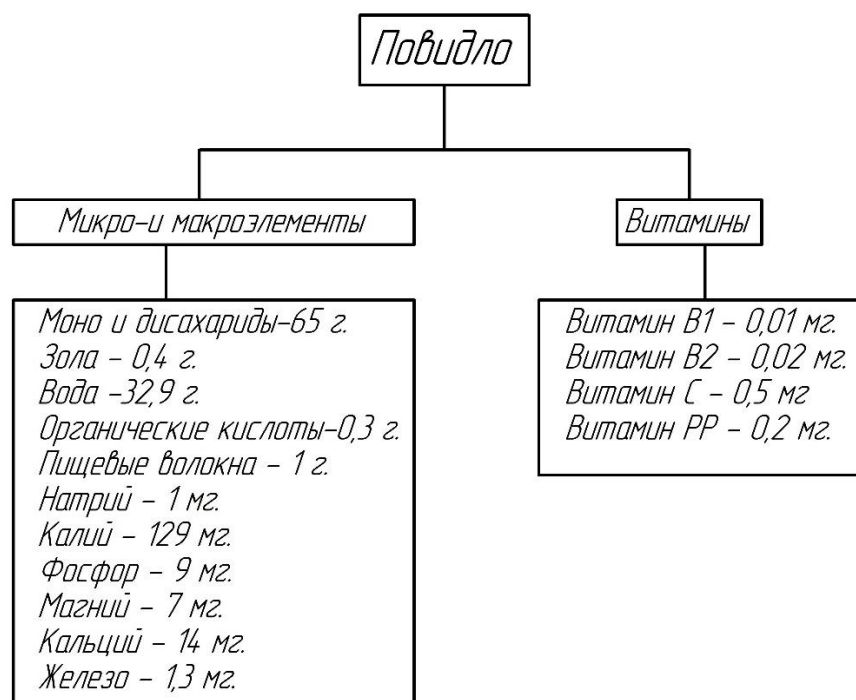 Повидло
Микро-и макроэлементы
Моно и дисахариды-65 г.
Зола - 0,4 г.
Вода -32,9 г.
Органические кислоты-0,3 г.
Пищевые волокна - 1 г.
Натрий - 1 мг.
Калий - 129 мг.
Фосфор - 9 мг.
Магний - 7 мг.
Кальций - 14 мг.
Железо - 1,3 мг.
Витамины
Витамин В1 - 0,01 мг.
Витамин В2 - 0,02 мг.
Витамин С - 0,5 мг
Витамин РР - 0,2 мг.